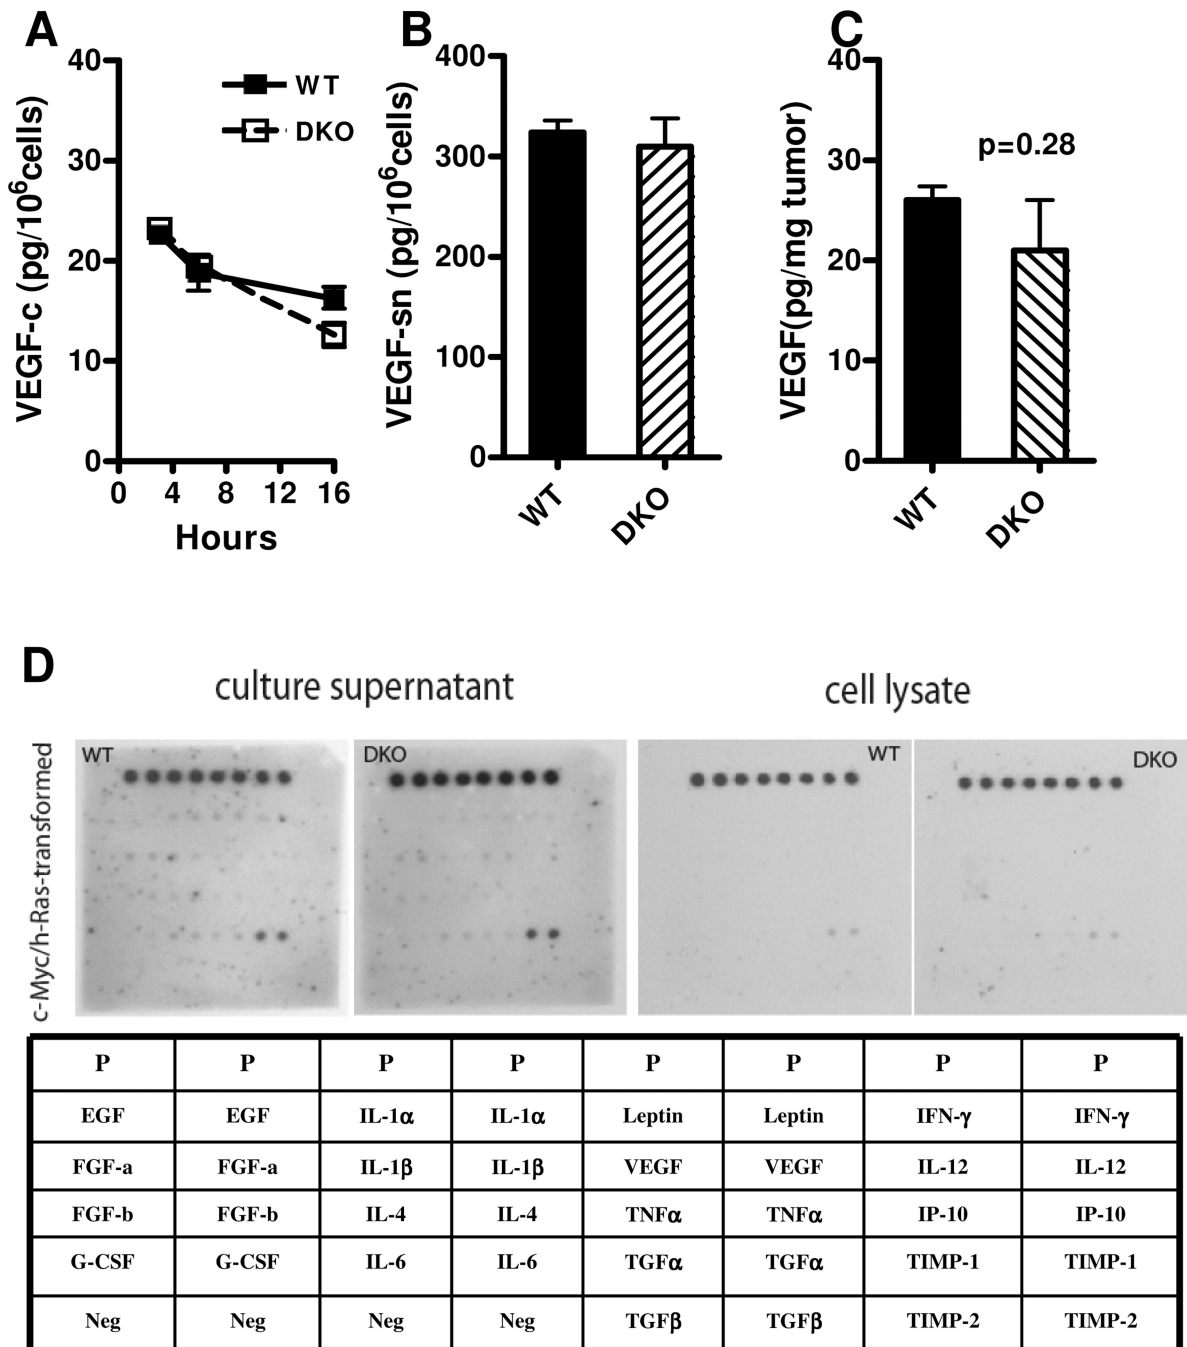 A
VEGF-c (pg/10⁶cells)
40
30
20
10
0
0 4 8 12 16
Hours
WT
DKO
B
VEGF-sn (pg/10⁶cells)
400
300
200
100
0
WT
DKO
C
VEGF(pg/mg tumor)
40
30
20
10
0
p=0.28
WT
DKO
D
culture supernatant
cell lysate
c-Myc/h-Ras-transformed
WT
DKO
WT
DKO
P P P P P P P P
EGF EGF IL-1α IL-1α Leptin Leptin IFN-γ IFN-γ
FGF-a FGF-a IL-1β IL-1β VEGF VEGF IL-12 IL-12
FGF-b FGF-b IL-4 IL-4 TNFα TNFα IP-10 IP-10
G-CSF G-CSF IL-6 IL-6 TGFα TGFα TIMP-1 TIMP-1
Neg Neg Neg Neg TGFβ TGFβ TIMP-2 TIMP-2